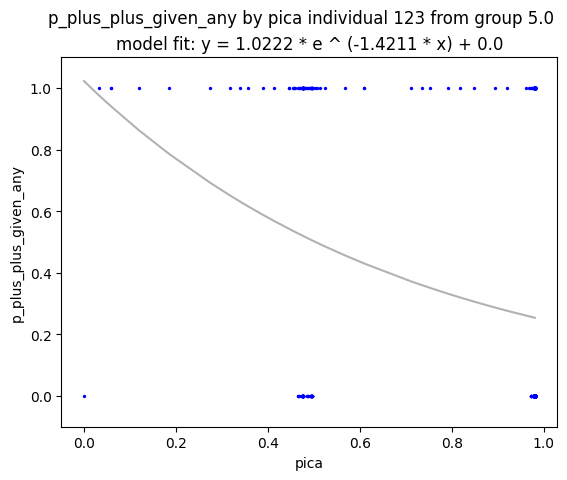 p_plus_plus_given_any by pica individual 123 from group 5.0
model fit: y = 1.0222 * e ^ (-1.4211 * x) + 0.0
1.0
0.8
0.6
0.4
0.2
0.0
p_plus_plus_given_any
0.0 0.2 0.4 0.6 0.8 1.0
pica